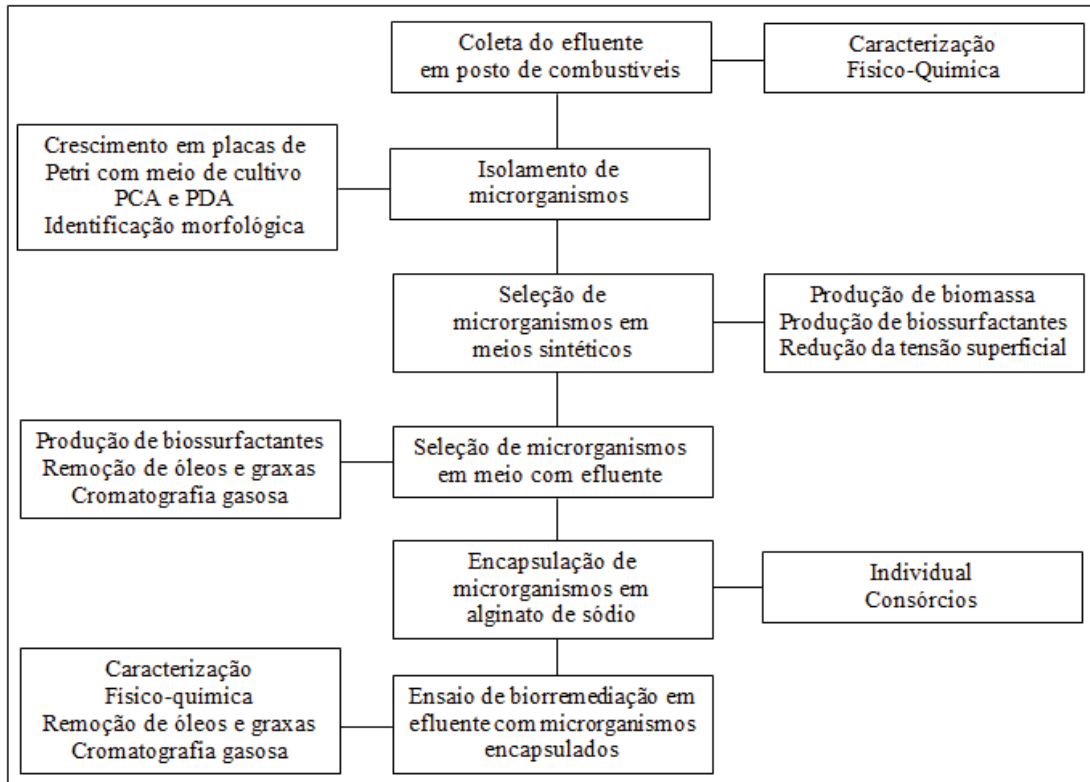 Coleta do efluente
em posto de combustíveis
Caracterização
Físico-Química
Crescimento em placas de
Petri com meio de cultivo
PCA e PDA
Identificação morfológica
Isolamento de
microrganismos
Seleção de
microrganismos em
meios sintéticos
Produção de biomassa
Produção de biossurfactantes
Redução da tensão superficial
Produção de biossurfactantes
Remoção de óleos e graxas
Cromatografia gasosa
Seleção de microrganismos
em meio com efluente
Encapsulação de
microrganismos em
alginato de sódio
Individual
Consórcios
Caracterização
Físico-química
Remoção de óleos e graxas
Cromatografia gasosa
Ensaio de biorremediação em
efluente com microrganismos
encapsulados